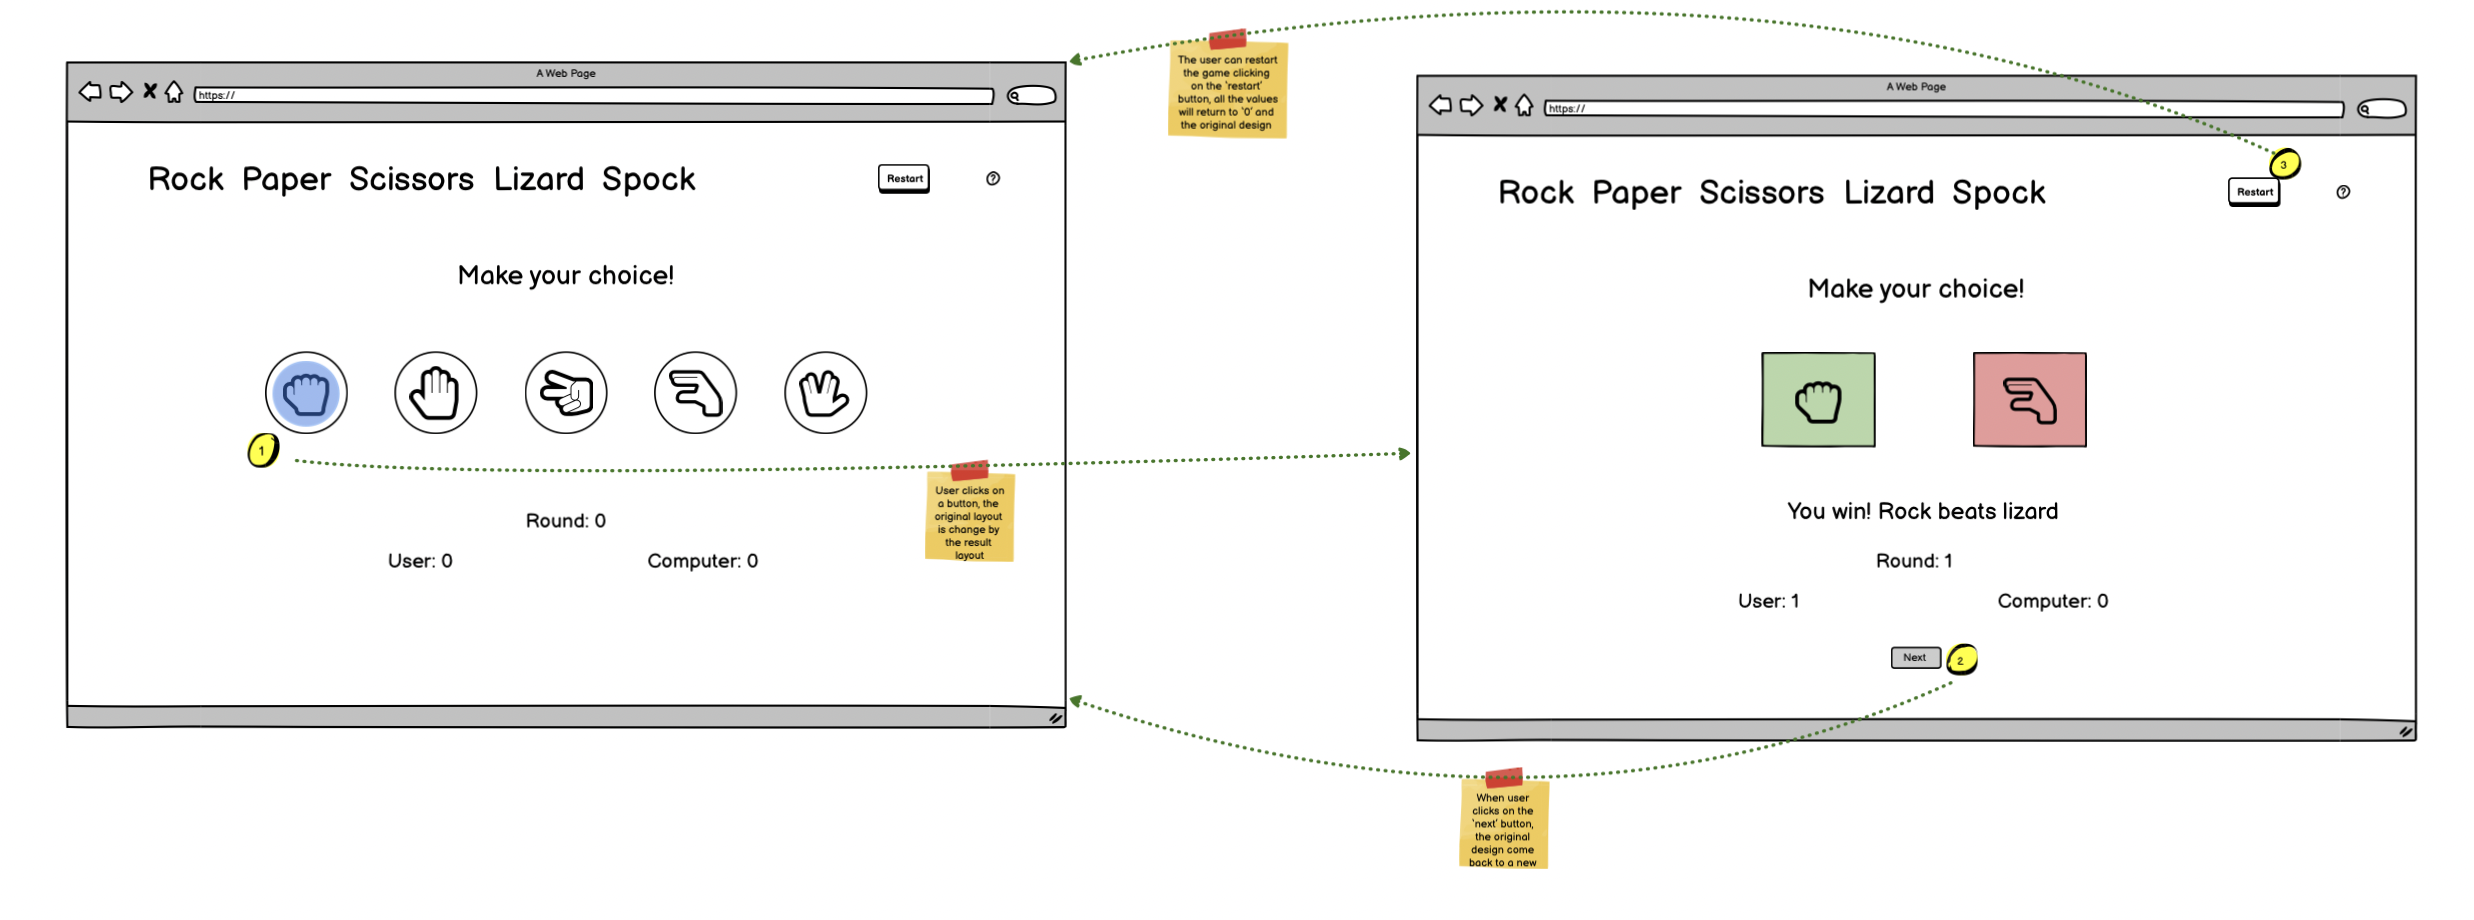 A Web Page
https://
Rock Paper Scissors Lizard Spock
Restart
?
Make your choice!
1
Round: 0
User: 0
Computer: 0
User clicks on
a button, the
original layout
is change by
the result
layout
The user can restart
the game clicking
on the 'restart'
button, all the values
will return to '0' and
the original design
A Web Page
https://
3
Rock Paper Scissors Lizard Spock
Restart
?
Make your choice!
You win! Rock beats lizard
Round: 1
User: 1
Computer: 0
Next
2
When user
clicks on the
'next' button,
the original
design come
back to a new